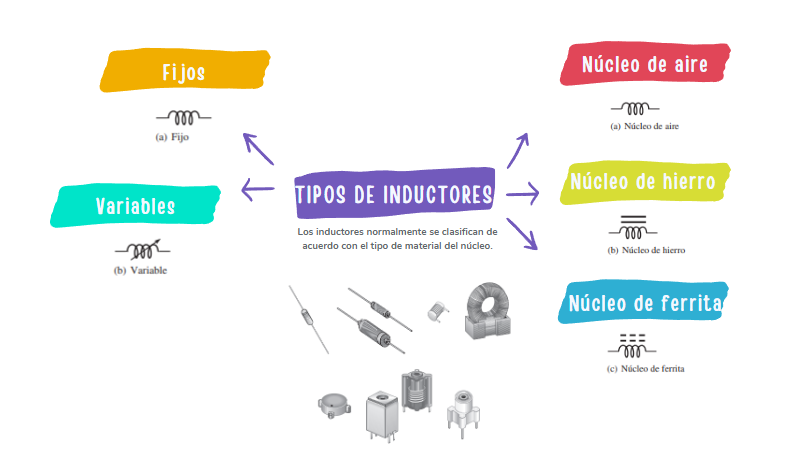 Fijos
(a) Fijo
Variables
(b) Variable
TIPOS DE INDUCTORES
Los inductores normalmente se clasifican de
acuerdo con el tipo de material del núcleo.
Núcleo de aire
(a) Núcleo de aire
Núcleo de hierro
(b) Núcleo de hierro
Núcleo de ferrita
(c) Núcleo de ferrita